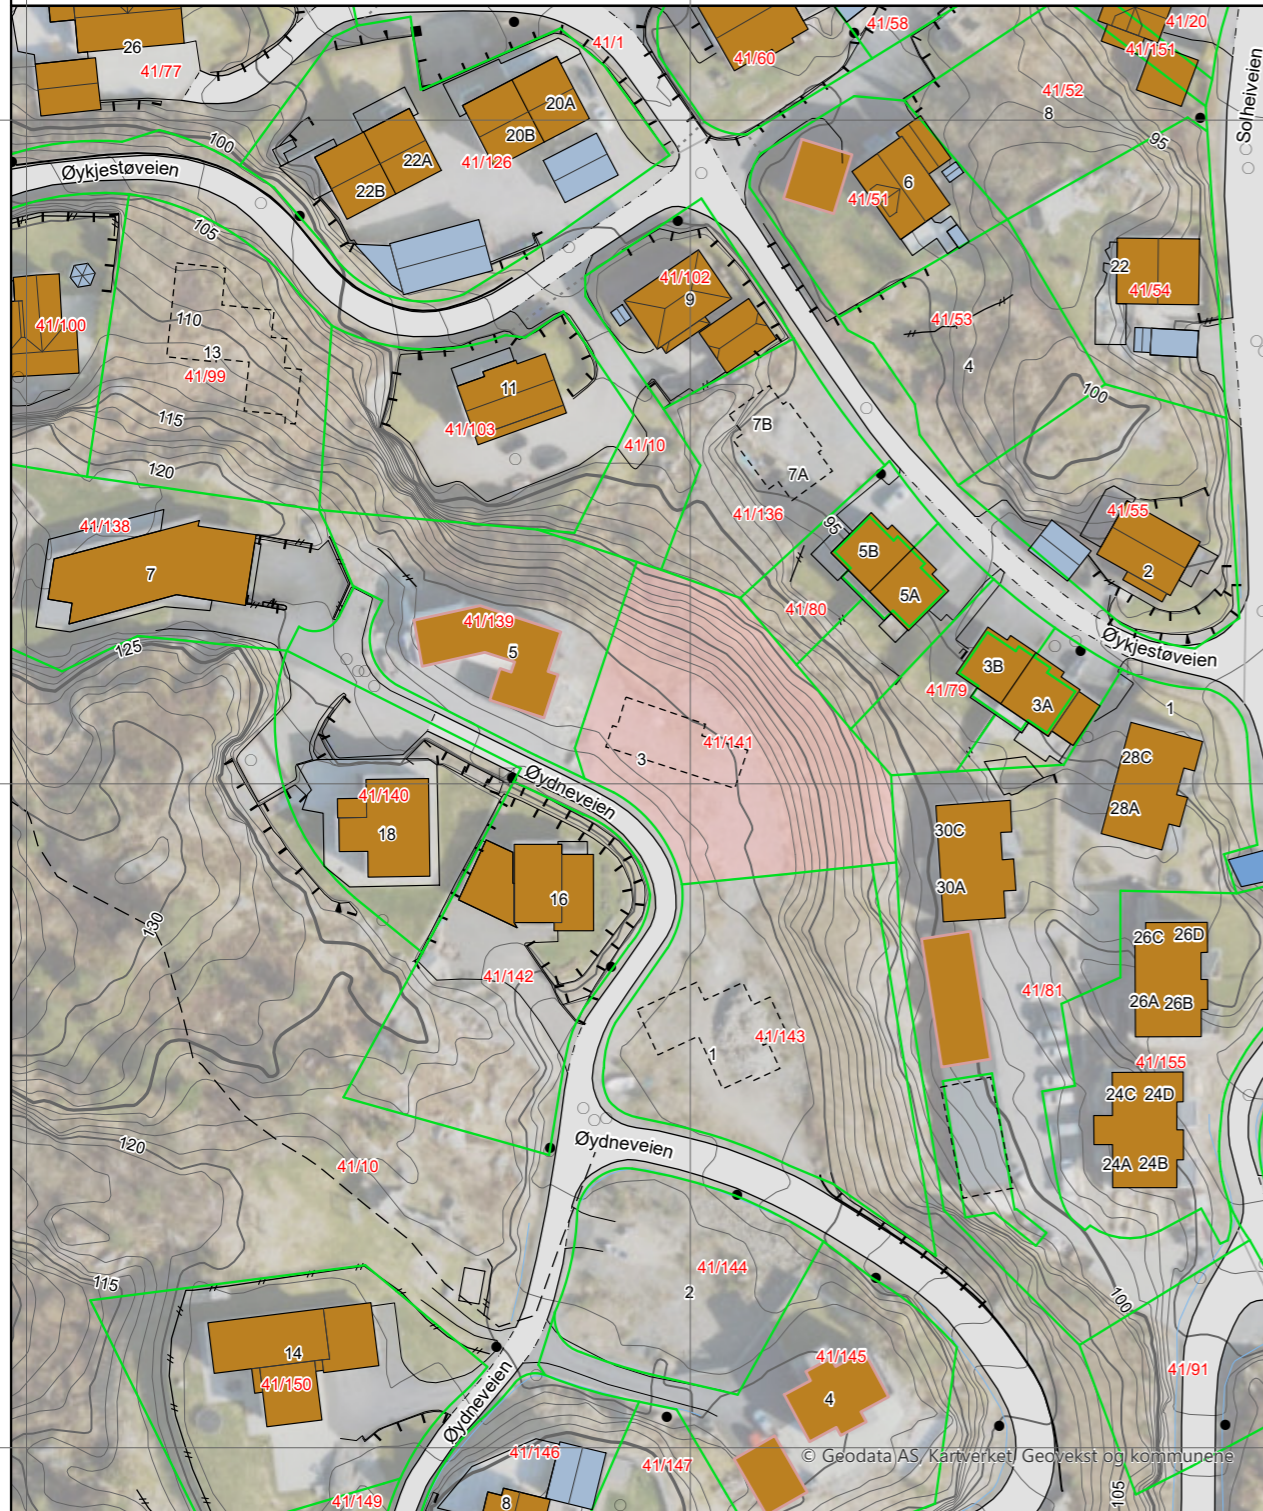 26
41/77
41/1
41/60
41/58
41/20
41/151
Solheiveien
20A
20B
22A
22B
41/126
41/52
8
95
100
Øykjestøveien
105
6
41/51
41/102
9
22
41/54
41/53
4
41/100
110
13
41/99
11
41/103
41/10
115
120
7B
7A
100
41/136
95
41/138
7
5B
5A
41/55
2
41/80
41/139
5
125
Øykjestøveien
3B
3A
41/79
1
41/141
3
28C
28A
Øydneveien
41/140
18
30C
30A
16
130
41/142
26C 26D
26A 26B
41/81
41/143
1
41/155
24C 24D
24A 24B
120
Øydneveien
41/10
41/144
2
115
100
14
41/150
41/145
4
41/91
Øydneveien
41/146
41/147
© Geodata AS, Kartverket, Geovekst og kommunene
41/149
8
105